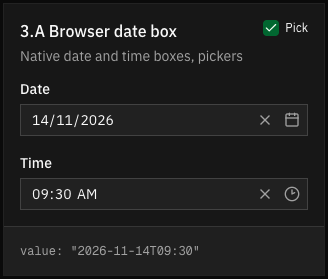 3.A Browser date box
Pick
Native date and time boxes, pickers
Date
14/11/2026
Time
09:30 AM
value: "2026-11-14T09:30"